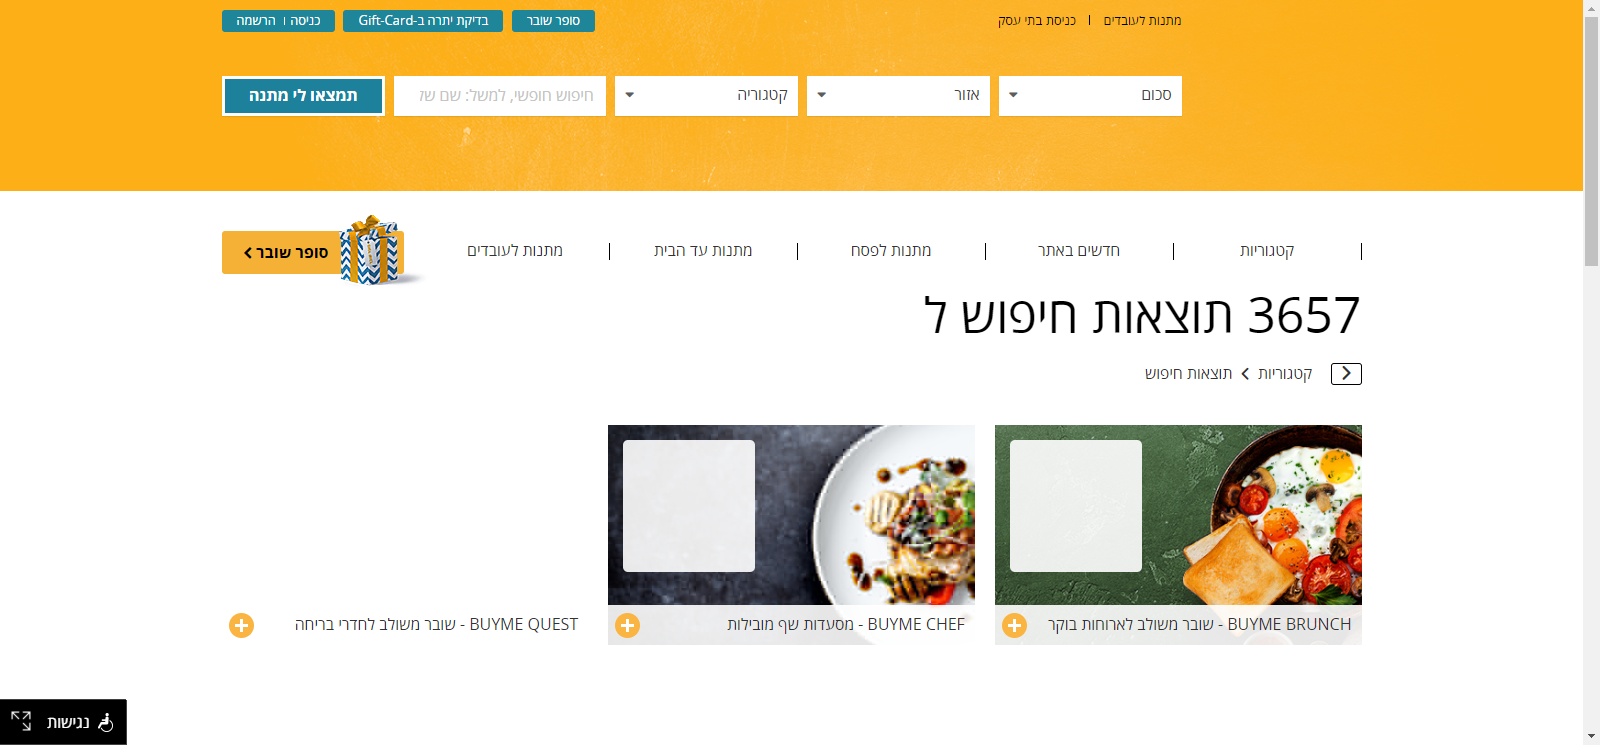 מתנות לעובדים | כניסת בתי עסק
סופר שובר
בדיקת יתרה ב-Gift-Card
כניסה | הרשמה
סכום
אזור
קטגוריה
חיפוש חופשי, למשל: שם של
תמצאו לי מתנה
קטגוריות
חדשים באתר
מתנות לפסח
מתנות עד הבית
מתנות לעובדים
סופר שובר
3657 תוצאות חיפוש ל
קטגוריות
תוצאות חיפוש
BUYME BRUNCH - שובר משולב לארוחות בוקר
BUYME CHEF - מסעדות שף מובילות
BUYME QUEST - שובר משולב לחדרי בריחה
נגישות